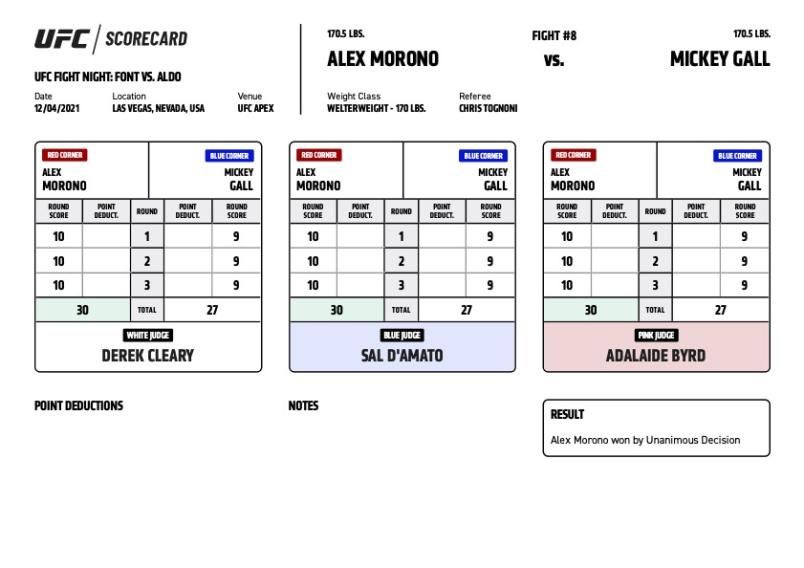 UFC / SCORECARD
UFC FIGHT NIGHT: FONT VS. ALDO
Date Location Venue
12/04/2021 LAS VEGAS, NEVADA, USA UFC APEX
170.5 LBS. FIGHT #8 170.5 LBS.
ALEX MORONO VS. MICKEY GALL
Weight Class Referee
WELTERWEIGHT - 170 LBS. CHRIS TOGNONI
RED CORNER BLUE CORNER
ALEX MICKEY
MORONO GALL
ROUND SCORE POINT DEDUCT. ROUND POINT DEDUCT. ROUND SCORE
10 1 9
10 2 9
10 3 9
30 TOTAL 27
WHITE JUDGE
DEREK CLEARY
RED CORNER BLUE CORNER
ALEX MICKEY
MORONO GALL
ROUND SCORE POINT DEDUCT. ROUND POINT DEDUCT. ROUND SCORE
10 1 9
10 2 9
10 3 9
30 TOTAL 27
BLUE JUDGE
SAL D'AMATO
RED CORNER BLUE CORNER
ALEX MICKEY
MORONO GALL
ROUND SCORE POINT DEDUCT. ROUND POINT DEDUCT. ROUND SCORE
10 1 9
10 2 9
10 3 9
30 TOTAL 27
PINK JUDGE
ADALAIDE BYRD
POINT DEDUCTIONS
NOTES
RESULT
Alex Morono won by Unanimous Decision